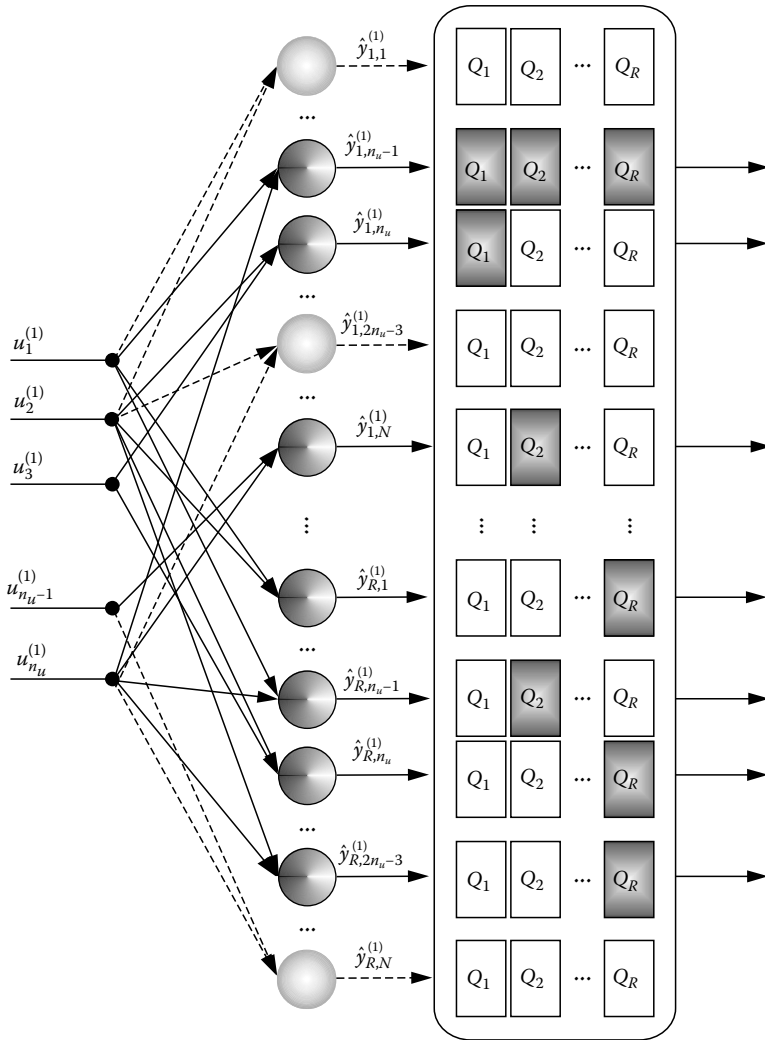 ŷ_{1,1}^{(1)} Q_1 Q_2 ... Q_R
...
ŷ_{1,n_u−1}^{(1)} Q_1 Q_2 ... Q_R
ŷ_{1,n_u}^{(1)} Q_1 Q_2 ... Q_R
...
u_1^{(1)} ŷ_{1,2n_u−3}^{(1)} Q_1 Q_2 ... Q_R
u_2^{(1)} ...
ŷ_{1,N}^{(1)} Q_1 Q_2 ... Q_R
u_3^{(1)}
⋮ ⋮ ⋮ ⋮
u_{n_u−1}^{(1)} ŷ_{R,1}^{(1)} Q_1 Q_2 ... Q_R
...
u_{n_u}^{(1)} ŷ_{R,n_u−1}^{(1)} Q_1 Q_2 ... Q_R
ŷ_{R,n_u}^{(1)} Q_1 Q_2 ... Q_R
...
ŷ_{R,2n_u−3}^{(1)} Q_1 Q_2 ... Q_R
...
ŷ_{R,N}^{(1)} Q_1 Q_2 ... Q_R